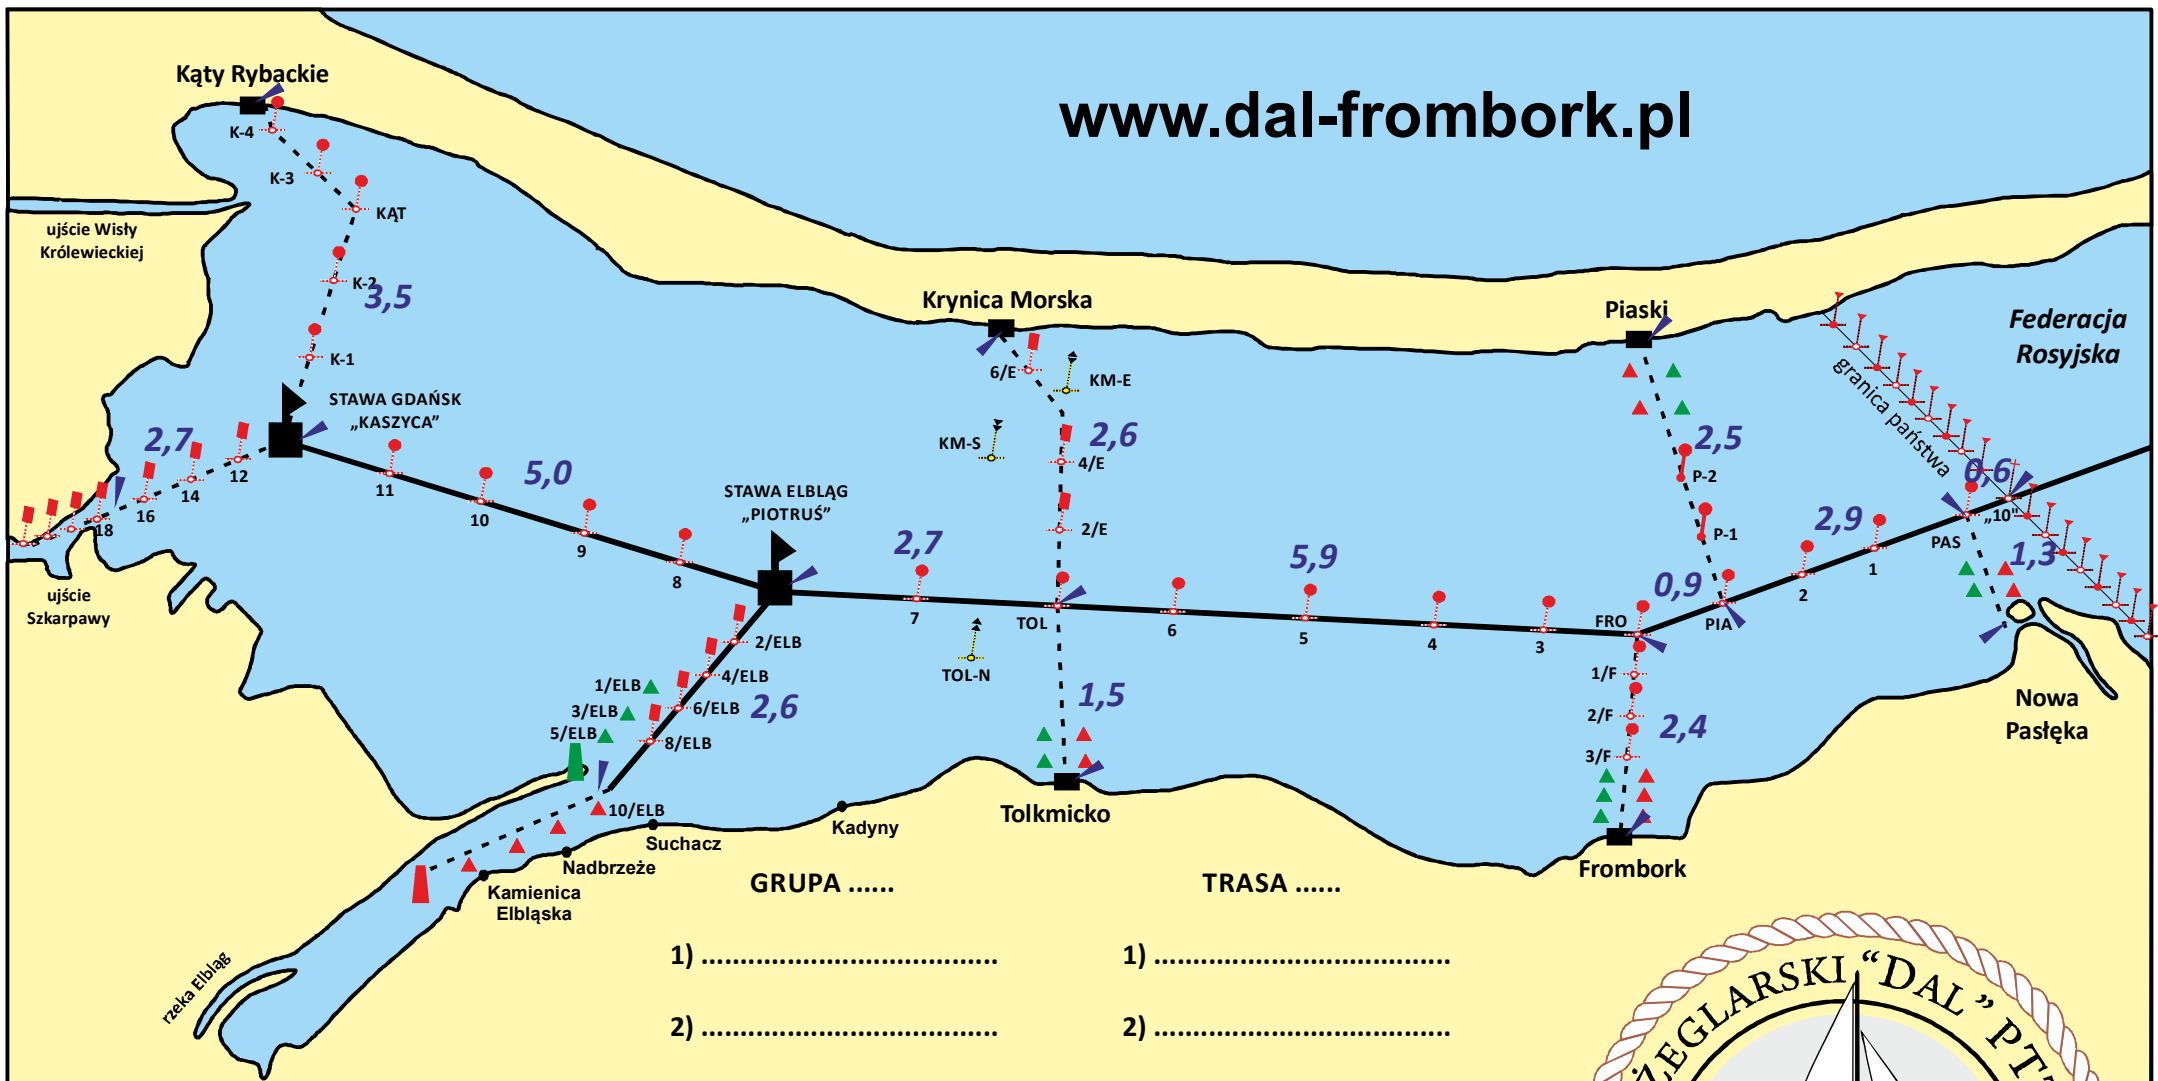 www.dal-frombork.pl
Kąty Rybackie
K-4
K-3
KĄT
ujście Wisły
Królewieckiej
K-2
3,5
K-1
STAWA GDAŃSK
„KASZYCA”
2,7
12
14
16
18
ujście
Szkarpawy
11
5,0
10
9
8
STAWA ELBLĄG
„PIOTRUŚ”
Krynica Morska
6/E
KM-E
KM-S
2,6
4/E
2/E
2,7
7
TOL
TOL-N
5,9
6
5
4
3
Piaski
2,5
P-2
P-1
FRO
0,9
PIA
2,9
2
1
granica państwa
Federacja
Rosyjska
0,6
„10"
PAS
1,3
Nowa
Pasłęka
2/ELB
4/ELB
6/ELB
8/ELB
2,6
1/ELB
3/ELB
5/ELB
10/ELB
1,5
1/F
2/F
3/F
2,4
Tolkmicko
Kadyny
Suchacz
Nadbrzeże
Kamienica
Elbląska
rzeka Elbląg
Frombork
GRUPA ......
TRASA ......
1) ......................................
1) ......................................
2) ......................................
2) ......................................
ŻEGLARSKI “DAL” PT